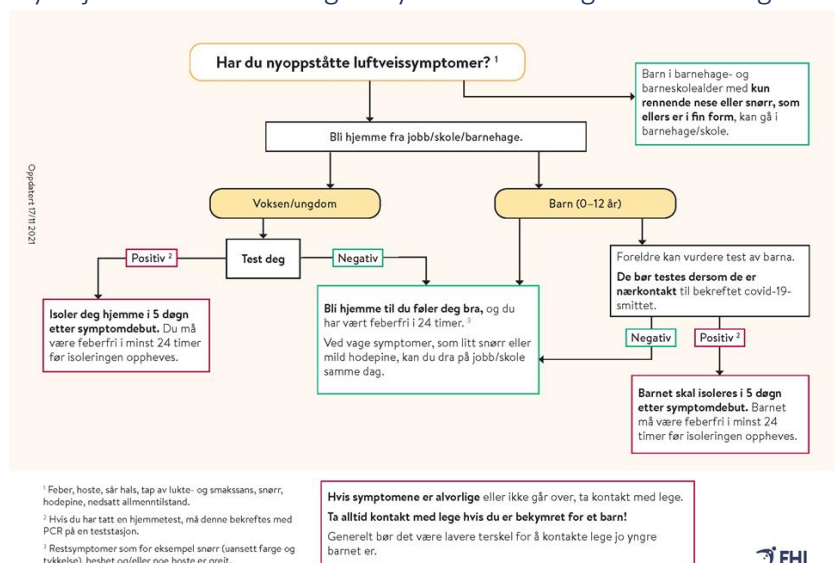 Har du nyoppståtte luftveissymptomer? 1
Barn i barnehage- og
barneskolealder med kun
rennende nese eller snørr, som
ellers er i fin form, kan gå i
barnehage/skole.
Bli hjemme fra jobb/skole/barnehage.
Oppdatert 17/11 2021
Voksen/ungdom
Barn (0–12 år)
Positiv 2
Test deg
Negativ
Foreldre kan vurdere test av barna.
De bør testes dersom de er
nærkontakt til bekreftet covid-19-
smittet.
Isoler deg hjemme i 5 døgn
etter symptomdebut. Du må
være feberfri i minst 24 timer
før isoleringen oppheves.
Bli hjemme til du føler deg bra, og du
har vært feberfri i 24 timer. 3
Ved vage symptomer, som litt snørr eller
mild hodepine, kan du dra på jobb/skole
samme dag.
Negativ
Positiv 2
Barnet skal isoleres i 5 døgn
etter symptomdebut. Barnet
må være feberfri i minst 24
timer før isoleringen oppheves.
1 Feber, hoste, sår hals, tap av lukte- og smakssans, snørr,
hodepine, nedsatt allmenntilstand.
2 Hvis du har tatt en hjemmetest, må denne bekreftes med
PCR på en teststasjon.
3 Restsymptomer som for eksempel snørr (uansett farge og
tykkelse), heshet og/eller noe hoste er greit.
Hvis symptomene er alvorlige eller ikke går over, ta kontakt med lege.
Ta alltid kontakt med lege hvis du er bekymret for et barn!
Generelt bør det være lavere terskel for å kontakte lege jo yngre
barnet er.
FHI